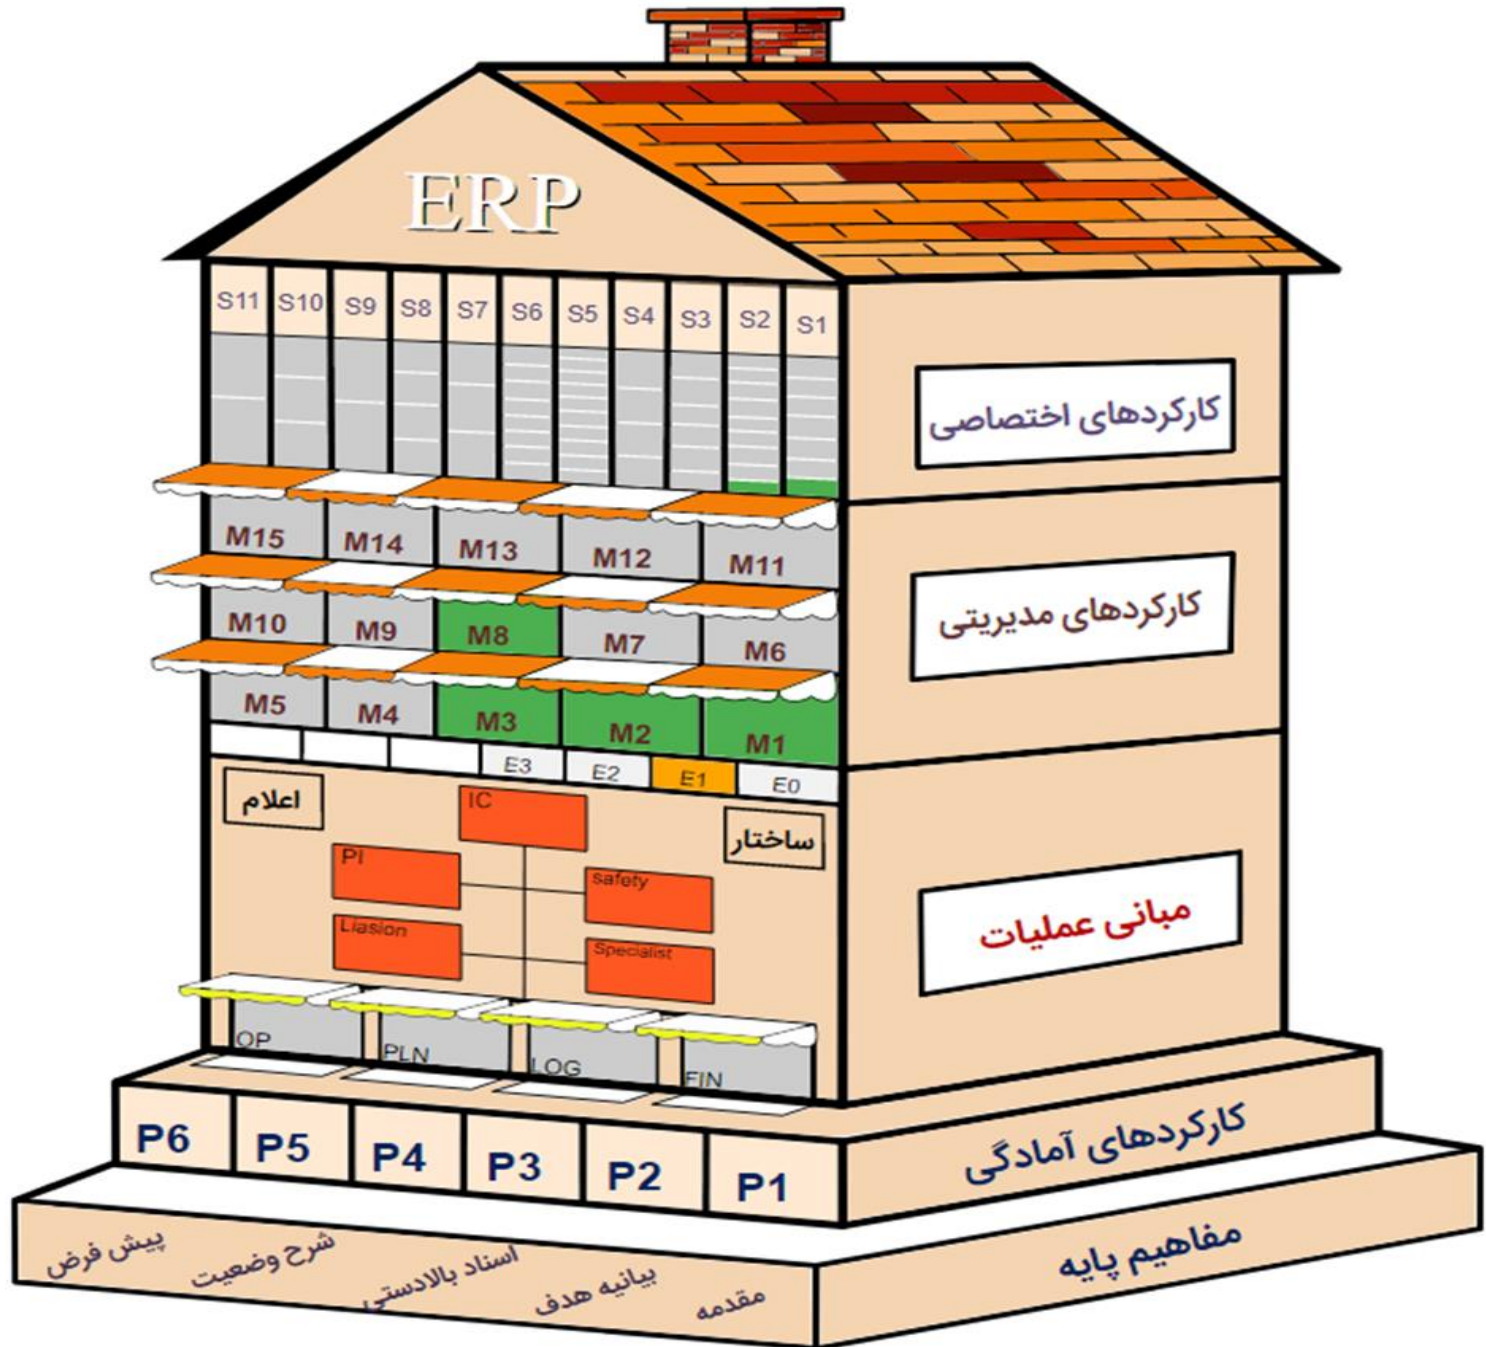 ERP
S11 S10 S9 S8 S7 S6 S5 S4 S3 S2 S1
کارکردهای اختصاصی
M15 M14 M13 M12 M11
M10 M9 M8 M7 M6
کارکردهای مدیریتی
M5 M4 M3 M2 M1
E3 E2 E1 E0
اعلام
ساختار
IC
PI
safety
Liasion
Specialist
مبانی عملیات
OP PLN LOG FIN
P6 P5 P4 P3 P2 P1
کارکردهای آمادگی
مقدمه
بیانیه هدف
اسناد بالادستی
شرح وضعیت
پیش فرض
مفاهیم پایه